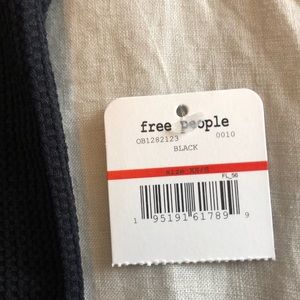 free people
OB1282123 0010
BLACK
size XS/S
FL_56
1 95191 61789 9